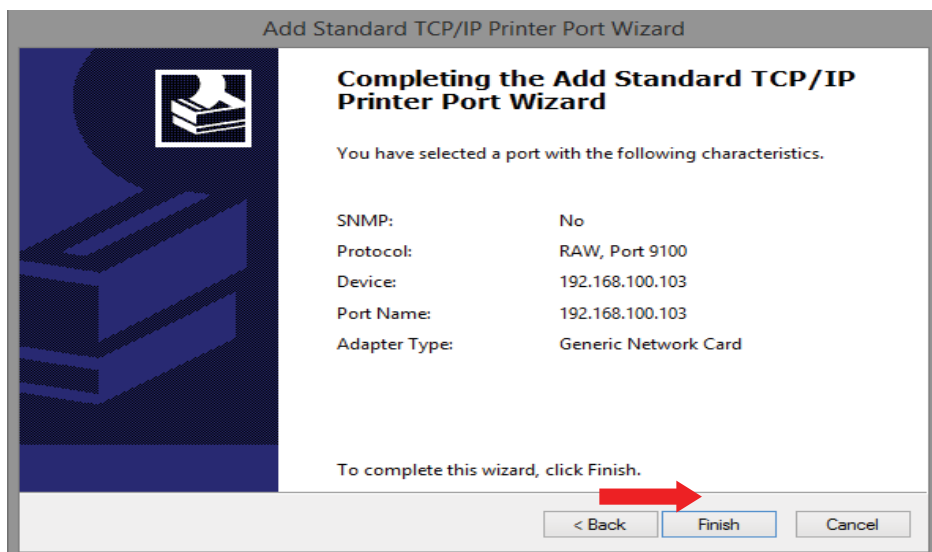 Add Standard TCP/IP Printer Port Wizard
Completing the Add Standard TCP/IP
Printer Port Wizard
You have selected a port with the following characteristics.
SNMP: No
Protocol: RAW, Port 9100
Device: 192.168.100.103
Port Name: 192.168.100.103
Adapter Type: Generic Network Card
To complete this wizard, click Finish.
< Back Finish Cancel